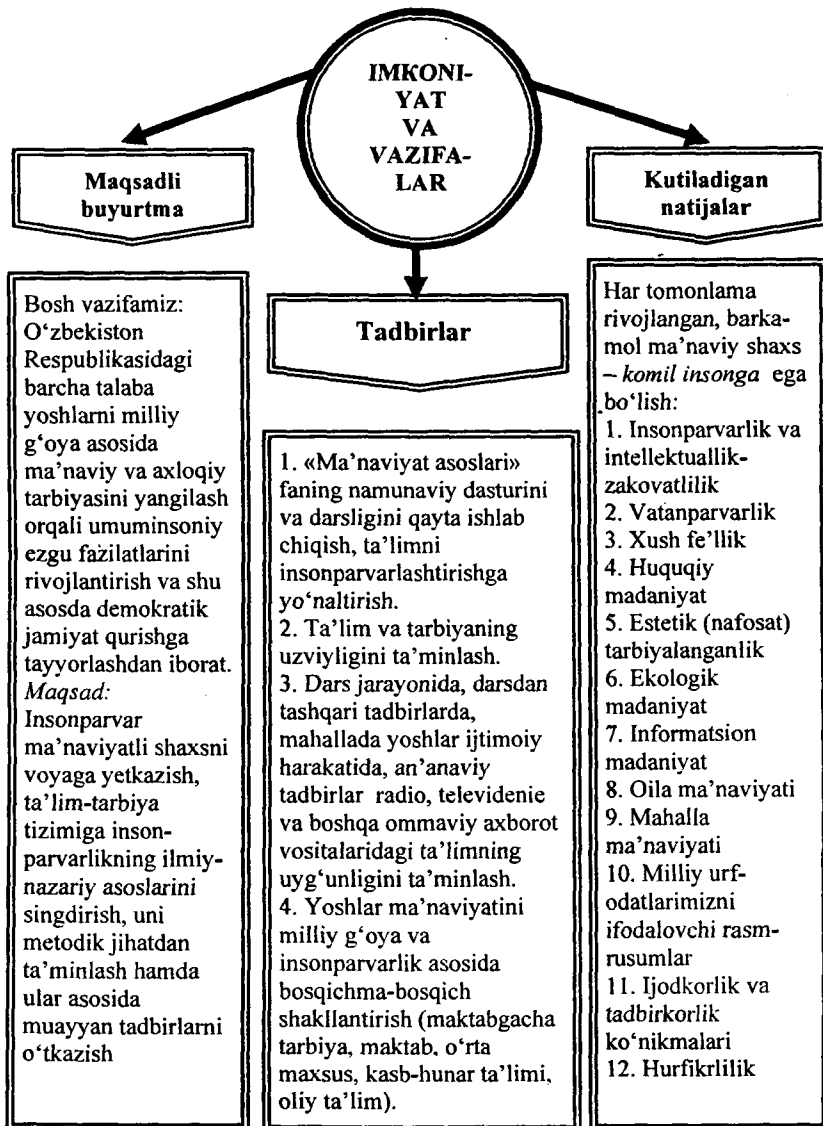 IMKONI-
YAT
VA
VAZIFA-
LAR
Maqsadli
buyurtma
Bosh vazifamiz:
O‘zbekiston
Respublikasidagi
barcha talaba
yoshlarni milliy
g‘oya asosida
ma’naviy va axloqiy
tarbiyasini yangilash
orqali umuminsoniy
ezgu fazilatlarini
rivojlantirish va shu
asosda demokratik
jamiyat qurishga
tayyorlashdan iborat.
Maqsad:
Insonparvar
ma’naviyatli shaxsni
voyaga yetkazish,
ta’lim-tarbiya
tizimiga inson-
parvarlikning ilmiy-
nazariy asoslarini
singdirish, uni
metodik jihatdan
ta’minlash hamda
ular asosida
muayyan tadbirlarni
o‘tkazish
Tadbirlar
1. «Ma’naviyat asoslari»
faning namunaviy dasturini
va darsligini qayta ishlab
chiqish, ta’limni
insonparvarlashtirishga
yo‘naltirish.
2. Ta’lim va tarbiyaning
uzviyligini ta’minlash.
3. Dars jarayonida, darsdan
tashqari tadbirlarda,
mahallada yoshlar ijtimoiy
harakatida, an’anaviy
tadbirlar radio, televidenie
va boshqa ommaviy axborot
vositalaridagi ta’limning
uyg‘unligini ta’minlash.
4. Yoshlar ma’naviyatini
milliy g‘oya va
insonparvarlik asosida
bosqichma-bosqich
shakllantirish (maktabgacha
tarbiya, maktab, o‘rta
maxsus, kasb-hunar ta’limi,
oliy ta’lim).
Kutiladigan
natijalar
Har tomonlama
rivojlangan, barka-
mol ma’naviy shaxs
– komil insonga ega
bo‘lish:
1. Insonparvarlik va
intellektuallik-
zakovatlilik
2. Vatanparvarlik
3. Xush fe’llik
4. Huquqiy
madaniyat
5. Estetik (nafosat)
tarbiyalanganlik
6. Ekologik
madaniyat
7. Informatsion
madaniyat
8. Oila ma’naviyati
9. Mahalla
ma’naviyati
10. Milliy urf-
odatlarimizni
ifodalovchi rasm-
rusumlar
11. Ijodkorlik va
tadbirkorlik
ko‘nikmalari
12. Hurfikrlilik